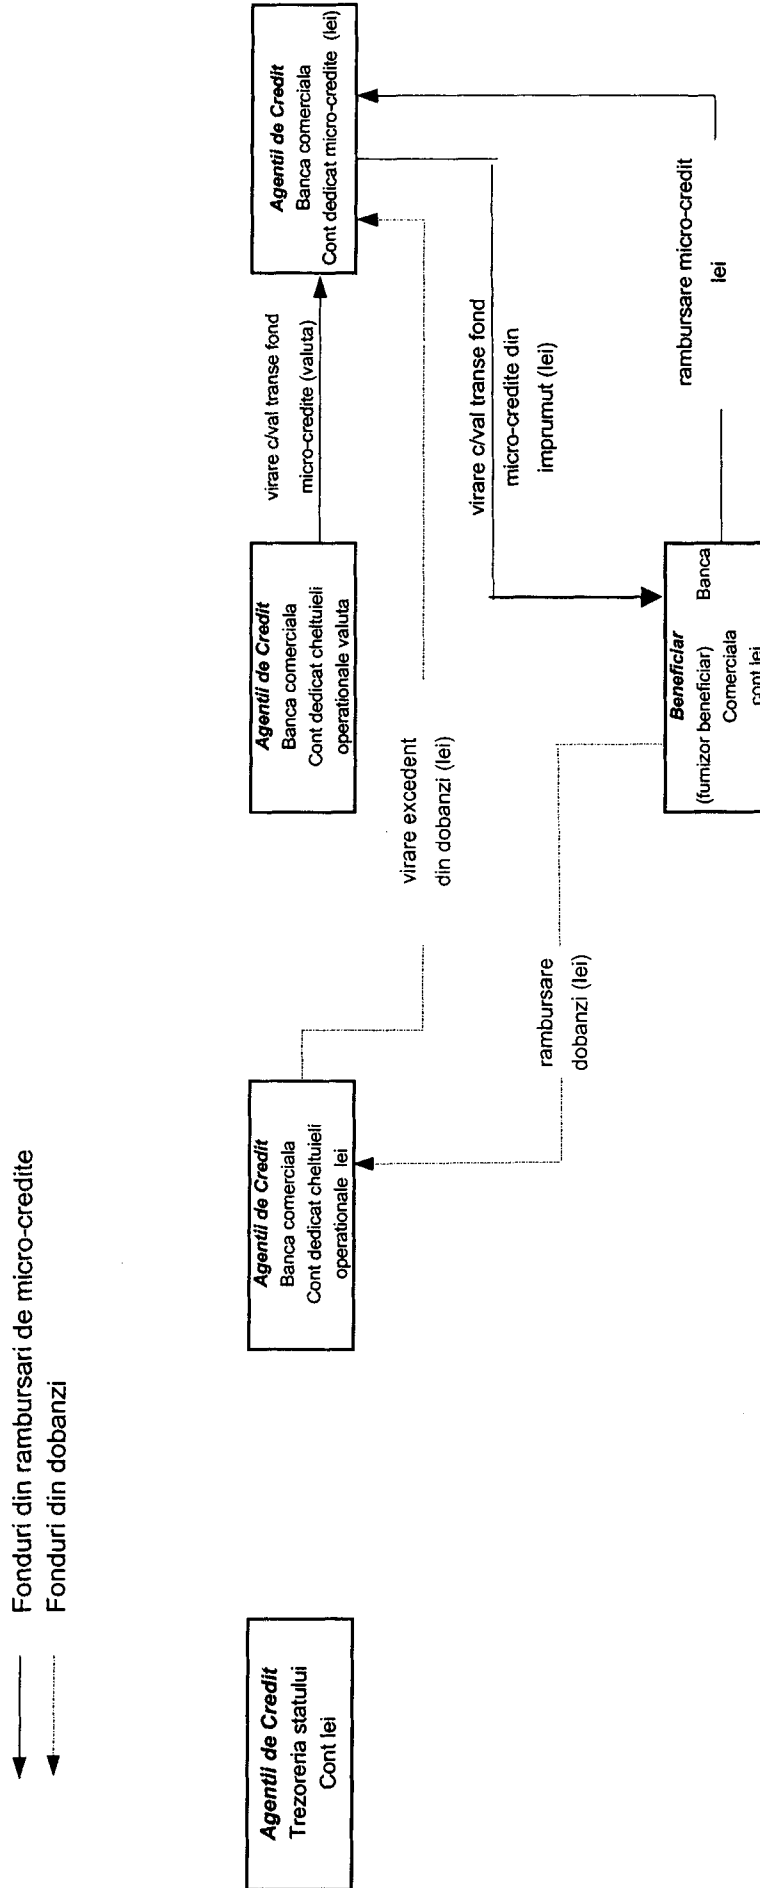 Fonduri din rambursari de micro-credite
Fonduri din dobanzi
Agentii de Credit
Trezoreria statului
Cont lei
Agentii de Credit
Banca comerciala
Cont dedicat cheltuieli
operationale lei
Agentii de Credit
Banca comerciala
Cont dedicat cheltuieli
operationale valuta
virare c/val transe fond
micro-credite (valuta)
Agentii de Credit
Banca comerciala
Cont dedicat micro-credite (lei)
virare excedent
din dobanzi (lei)
virare c/val transe fond
micro-credite din
imprumut (lei)
rambursare
dobanzi (lei)
Beneficiar
(furnizor beneficiar) Banca
Comerciala
cont lei
rambursare micro-credit
lei